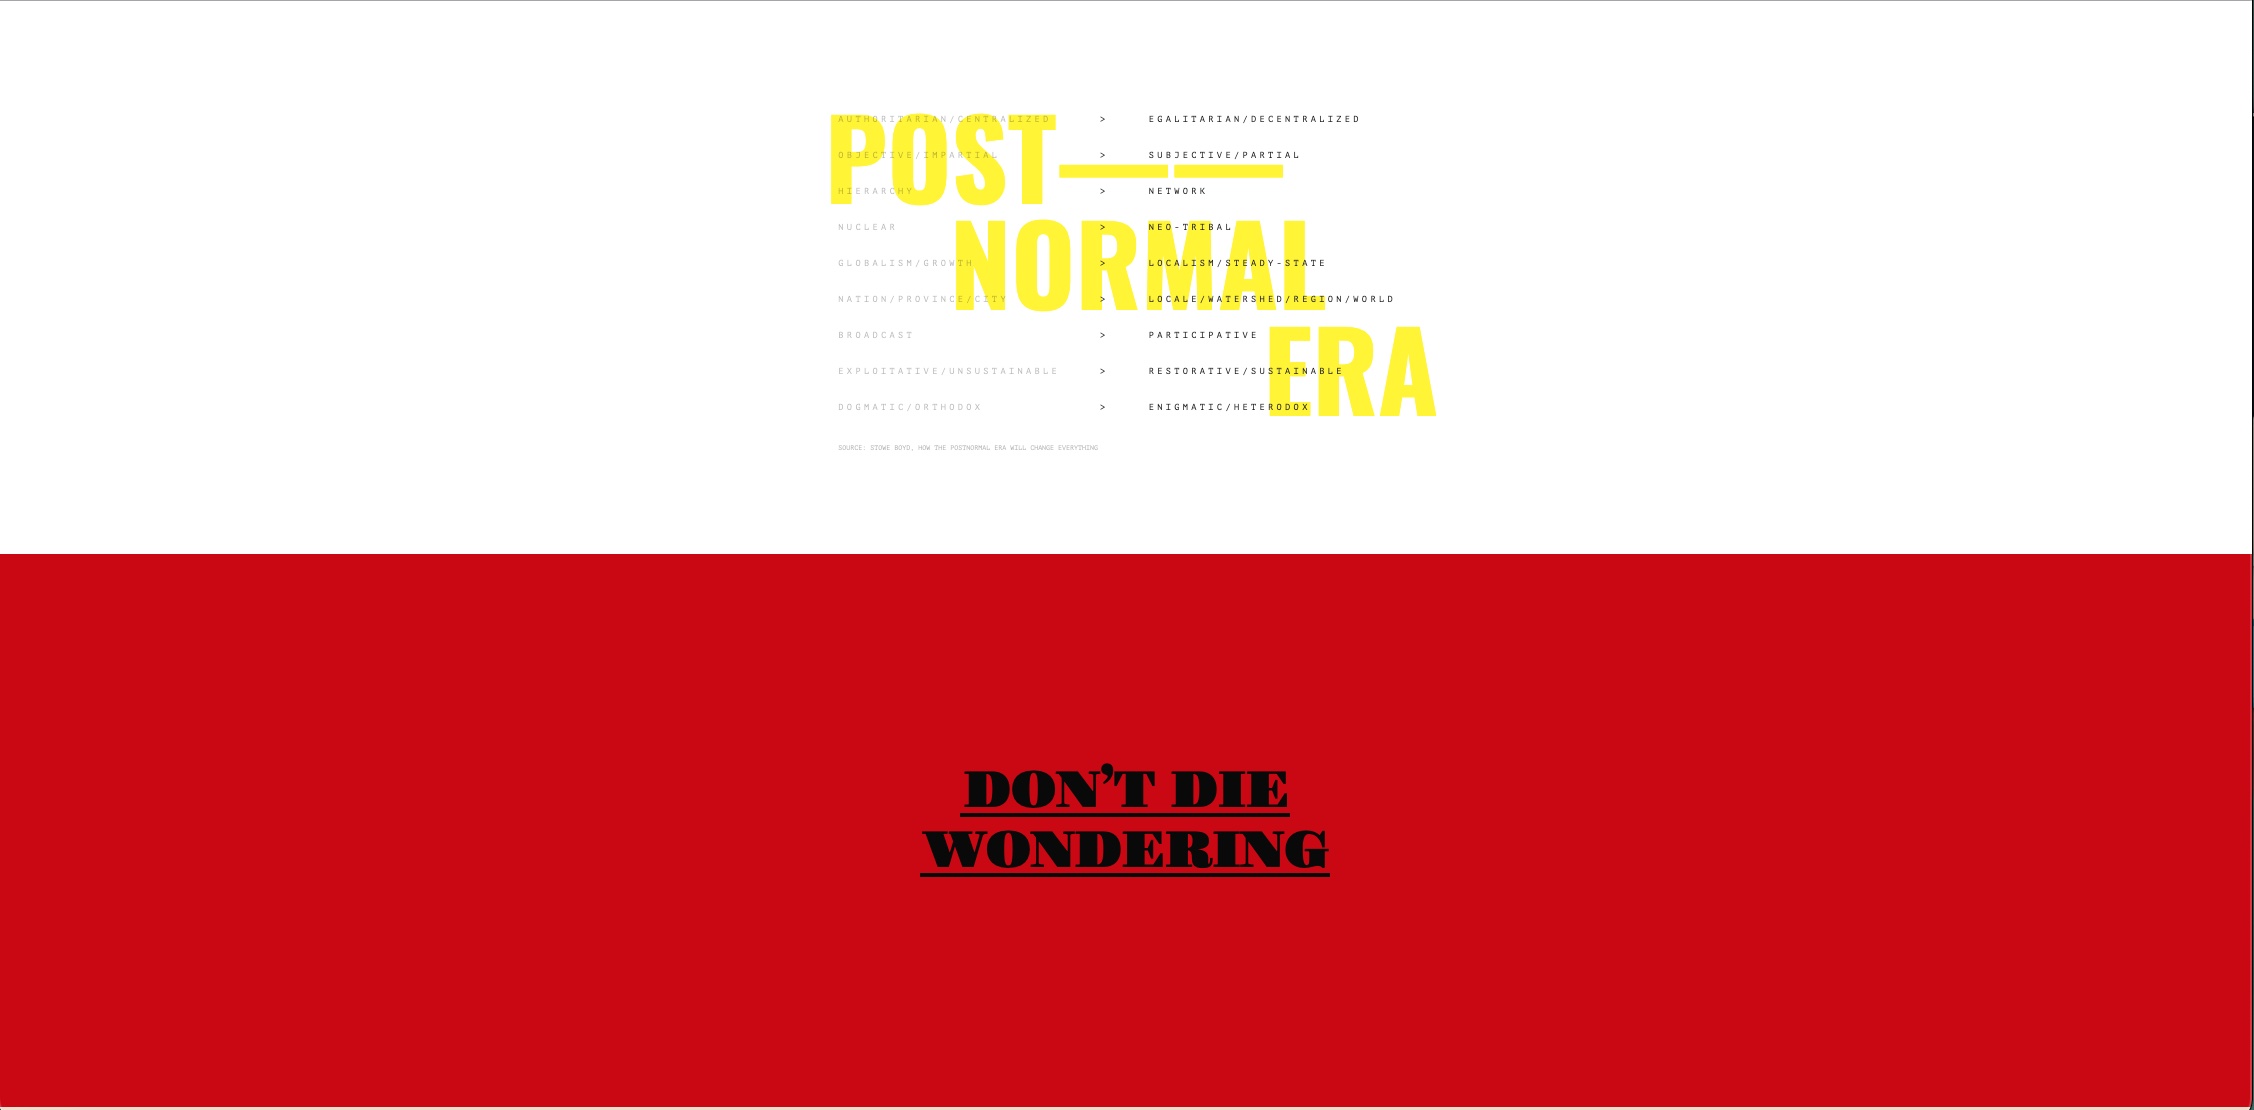 POST——
NORMAL
ERA
AUTHORITARIAN/CENTRALIZED > EGALITARIAN/DECENTRALIZED
OBJECTIVE/IMPARTIAL > SUBJECTIVE/PARTIAL
HIERARCHY > NETWORK
NUCLEAR > NEO-TRIBAL
GLOBALISM/GROWTH > LOCALISM/STEADY-STATE
NATION/PROVINCE/CITY > LOCALE/WATERSHED/REGION/WORLD
BROADCAST > PARTICIPATIVE
EXPLOITATIVE/UNSUSTAINABLE > RESTORATIVE/SUSTAINABLE
DOGMATIC/ORTHODOX > ENIGMATIC/HETERODOX
SOURCE: STOWE BOYD, HOW THE POSTNORMAL ERA WILL CHANGE EVERYTHING
DON’T DIE
WONDERING